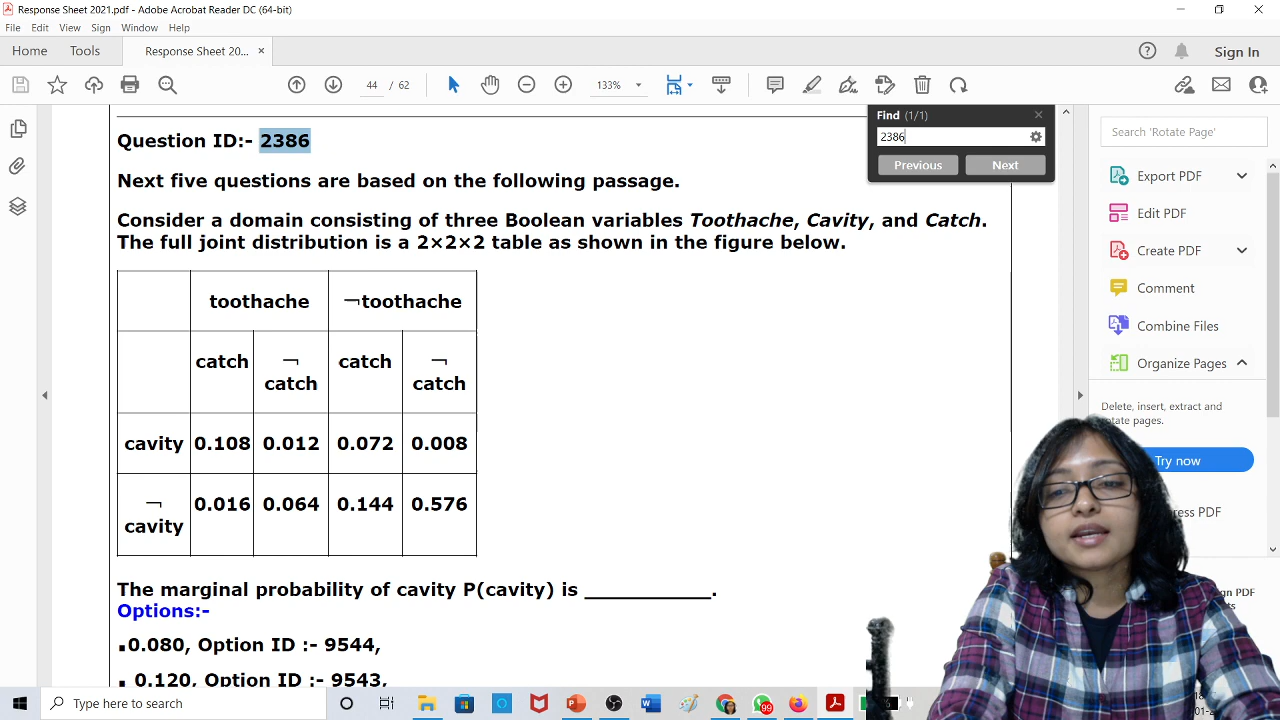 Response Sheet 2021.pdf - Adobe Acrobat Reader DC (64-bit)
File Edit View Sign Window Help
Home Tools Response Sheet 20... × Sign In
44 / 62 133%
Find (1/1)
2386
Previous Next
Search 'Rotate Page'
Export PDF
Edit PDF
Create PDF
Comment
Combine Files
Organize Pages
Delete, insert, extract and
rotate pages.
Try now
Question ID:- 2386
Next five questions are based on the following passage.
Consider a domain consisting of three Boolean variables Toothache, Cavity, and Catch.
The full joint distribution is a 2×2×2 table as shown in the figure below.
toothache ¬toothache
catch ¬ catch catch ¬ catch
cavity 0.108 0.012 0.072 0.008
¬ cavity 0.016 0.064 0.144 0.576
The marginal probability of cavity P(cavity) is ____________.
Options:-
▪0.080, Option ID :- 9544,
▪ 0.120, Option ID :- 9543,
Type here to search
99